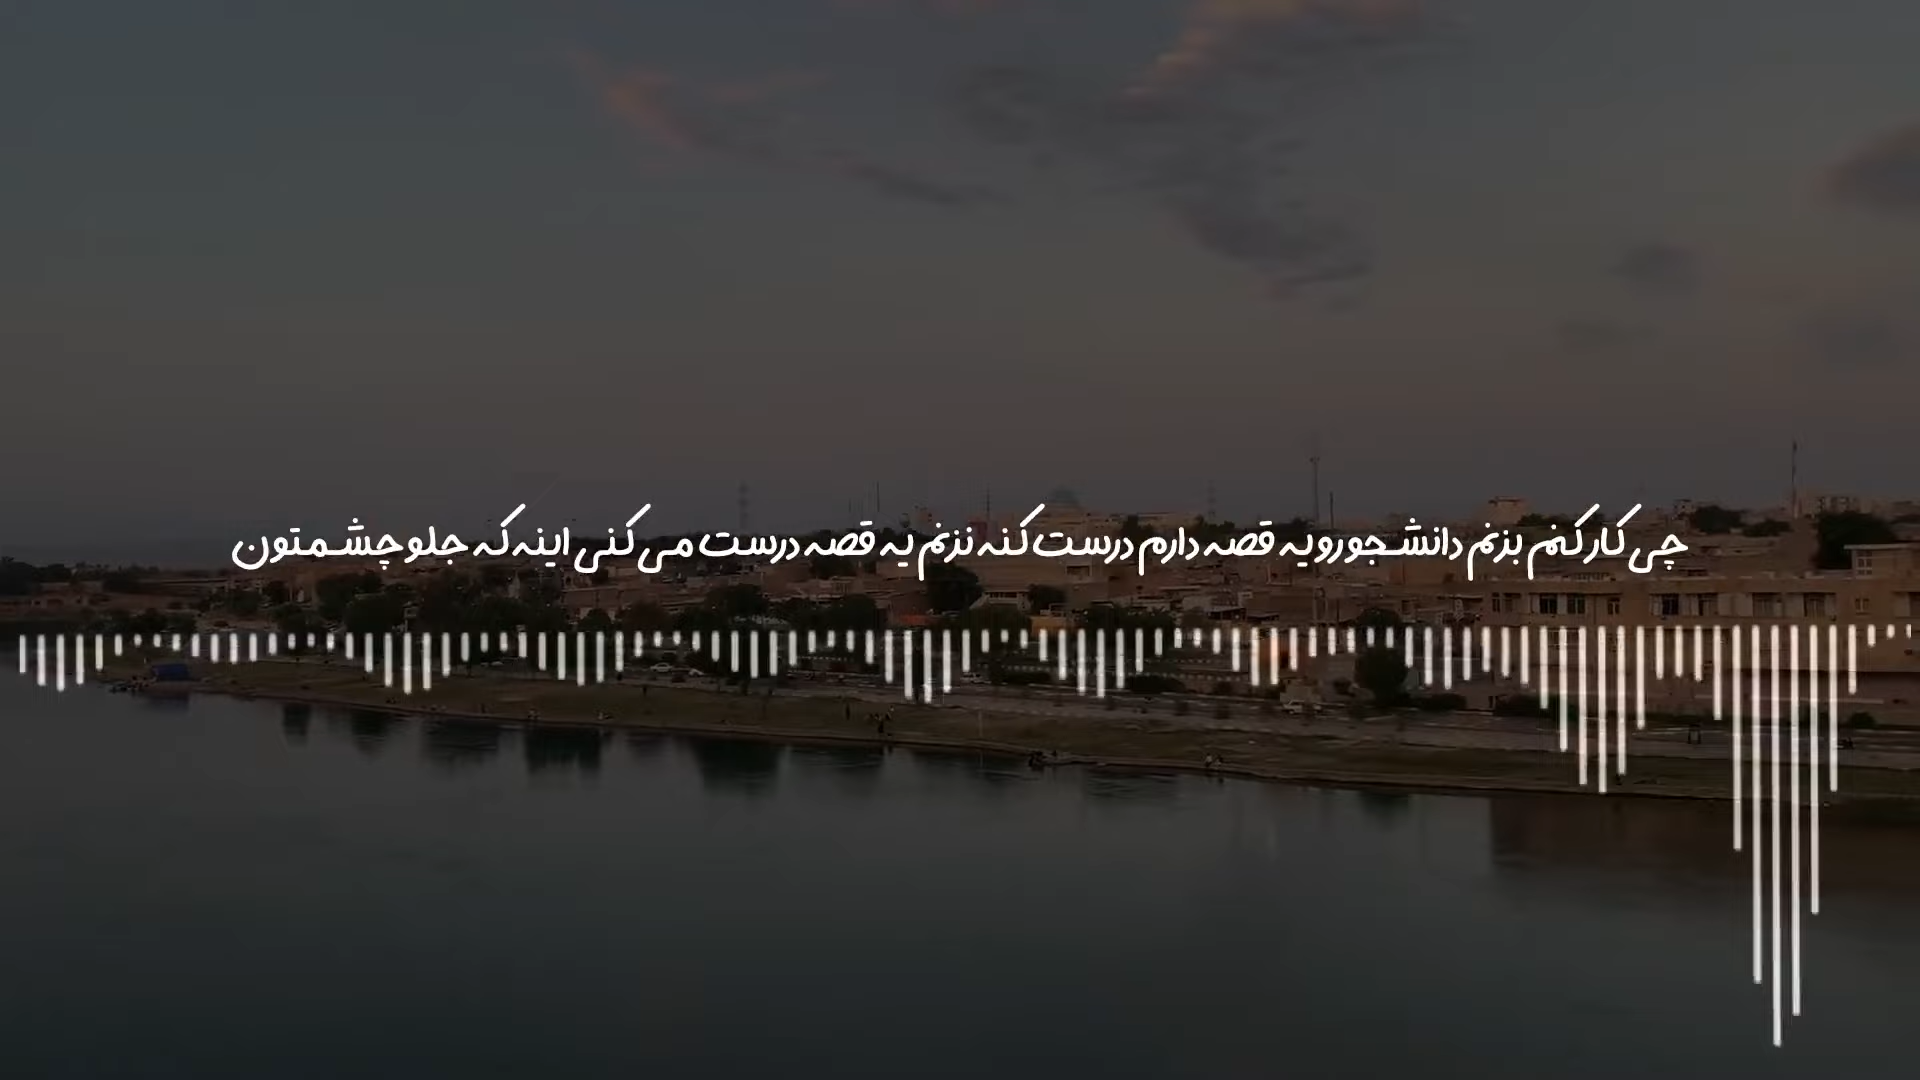 چی کار کنم بزنم دانشجو رو یه قصه دارم درست کنه نزنم یه قصه درست می کنی اینه که جلو چشمتون